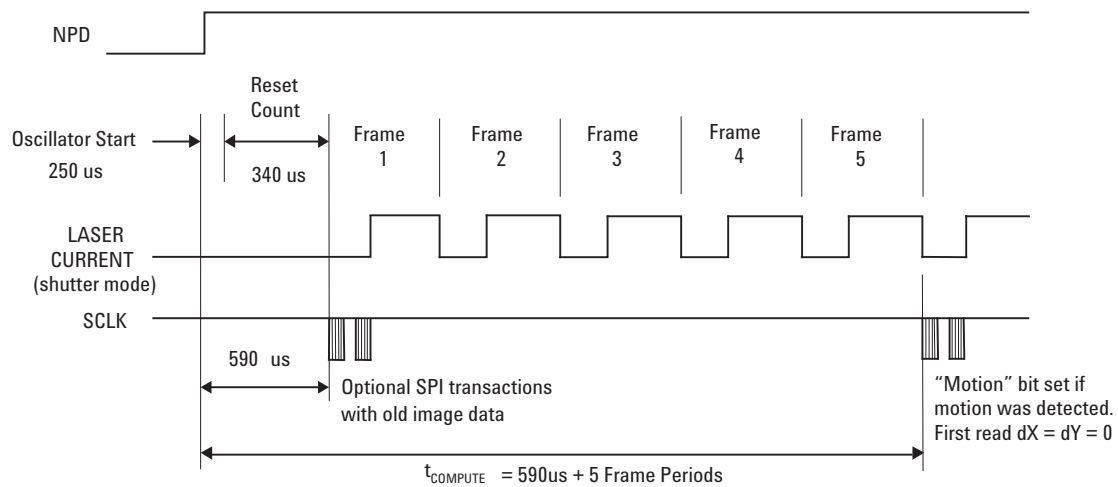 NPD
Reset
Count
Oscillator Start
250 us
340 us
Frame
1
Frame
2
Frame
3
Frame
4
Frame
5
LASER
CURRENT
(shutter mode)
SCLK
590 us
Optional SPI transactions
with old image data
“Motion” bit set if
motion was detected.
First read dX = dY = 0
tCOMPUTE = 590us + 5 Frame Periods